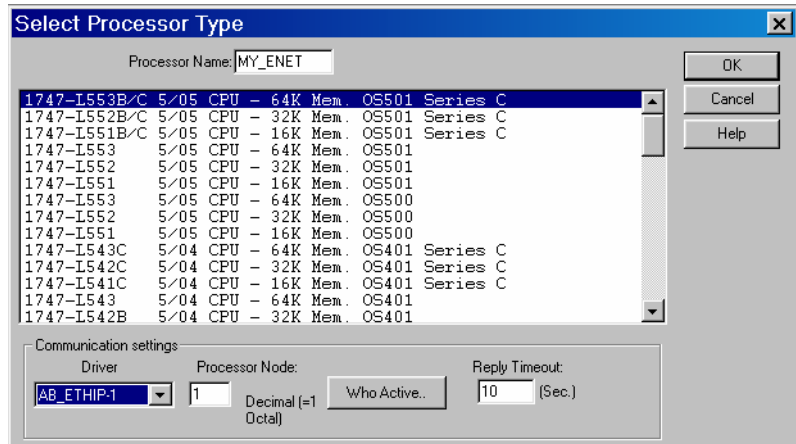 Select Processor Type
Processor Name: MY_ENET
OK
Cancel
Help
1747-L553B/C 5/05 CPU - 64K Mem. OS501 Series C
1747-L552B/C 5/05 CPU - 32K Mem. OS501 Series C
1747-L551B/C 5/05 CPU - 16K Mem. OS501 Series C
1747-L553 5/05 CPU - 64K Mem. OS501
1747-L552 5/05 CPU - 32K Mem. OS501
1747-L551 5/05 CPU - 16K Mem. OS501
1747-L553 5/05 CPU - 64K Mem. OS500
1747-L552 5/05 CPU - 32K Mem. OS500
1747-L551 5/05 CPU - 16K Mem. OS500
1747-L543C 5/04 CPU - 64K Mem. OS401 Series C
1747-L542C 5/04 CPU - 32K Mem. OS401 Series C
1747-L541C 5/04 CPU - 16K Mem. OS401 Series C
1747-L543 5/04 CPU - 64K Mem. OS401
1747-L542B 5/04 CPU - 32K Mem. OS401
Communication settings
Driver
Processor Node:
Reply Timeout:
AB_ETHIP-1
1
Decimal (=1
Octal)
Who Active..
10
(Sec.)